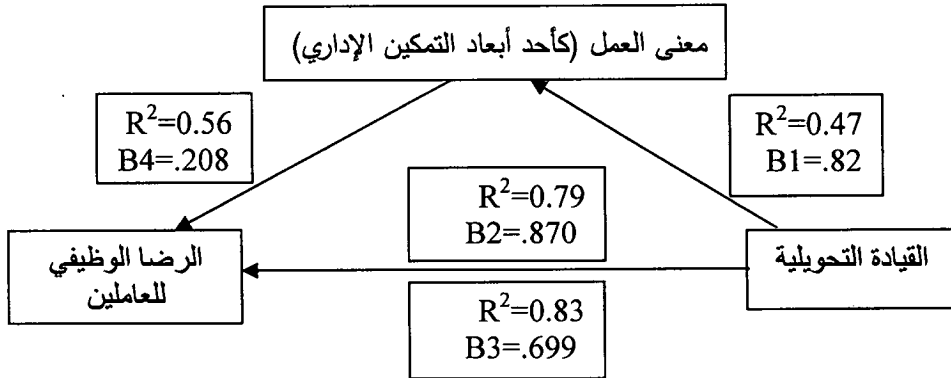 معنى العمل (كأحد أبعاد التمكين الإداري)
R²=0.47
B1=.82
R²=0.56
B4=.208
R²=0.79
B2=.870
القيادة التحويلية
الرضا الوظيفي
للعاملين
R²=0.83
B3=.699